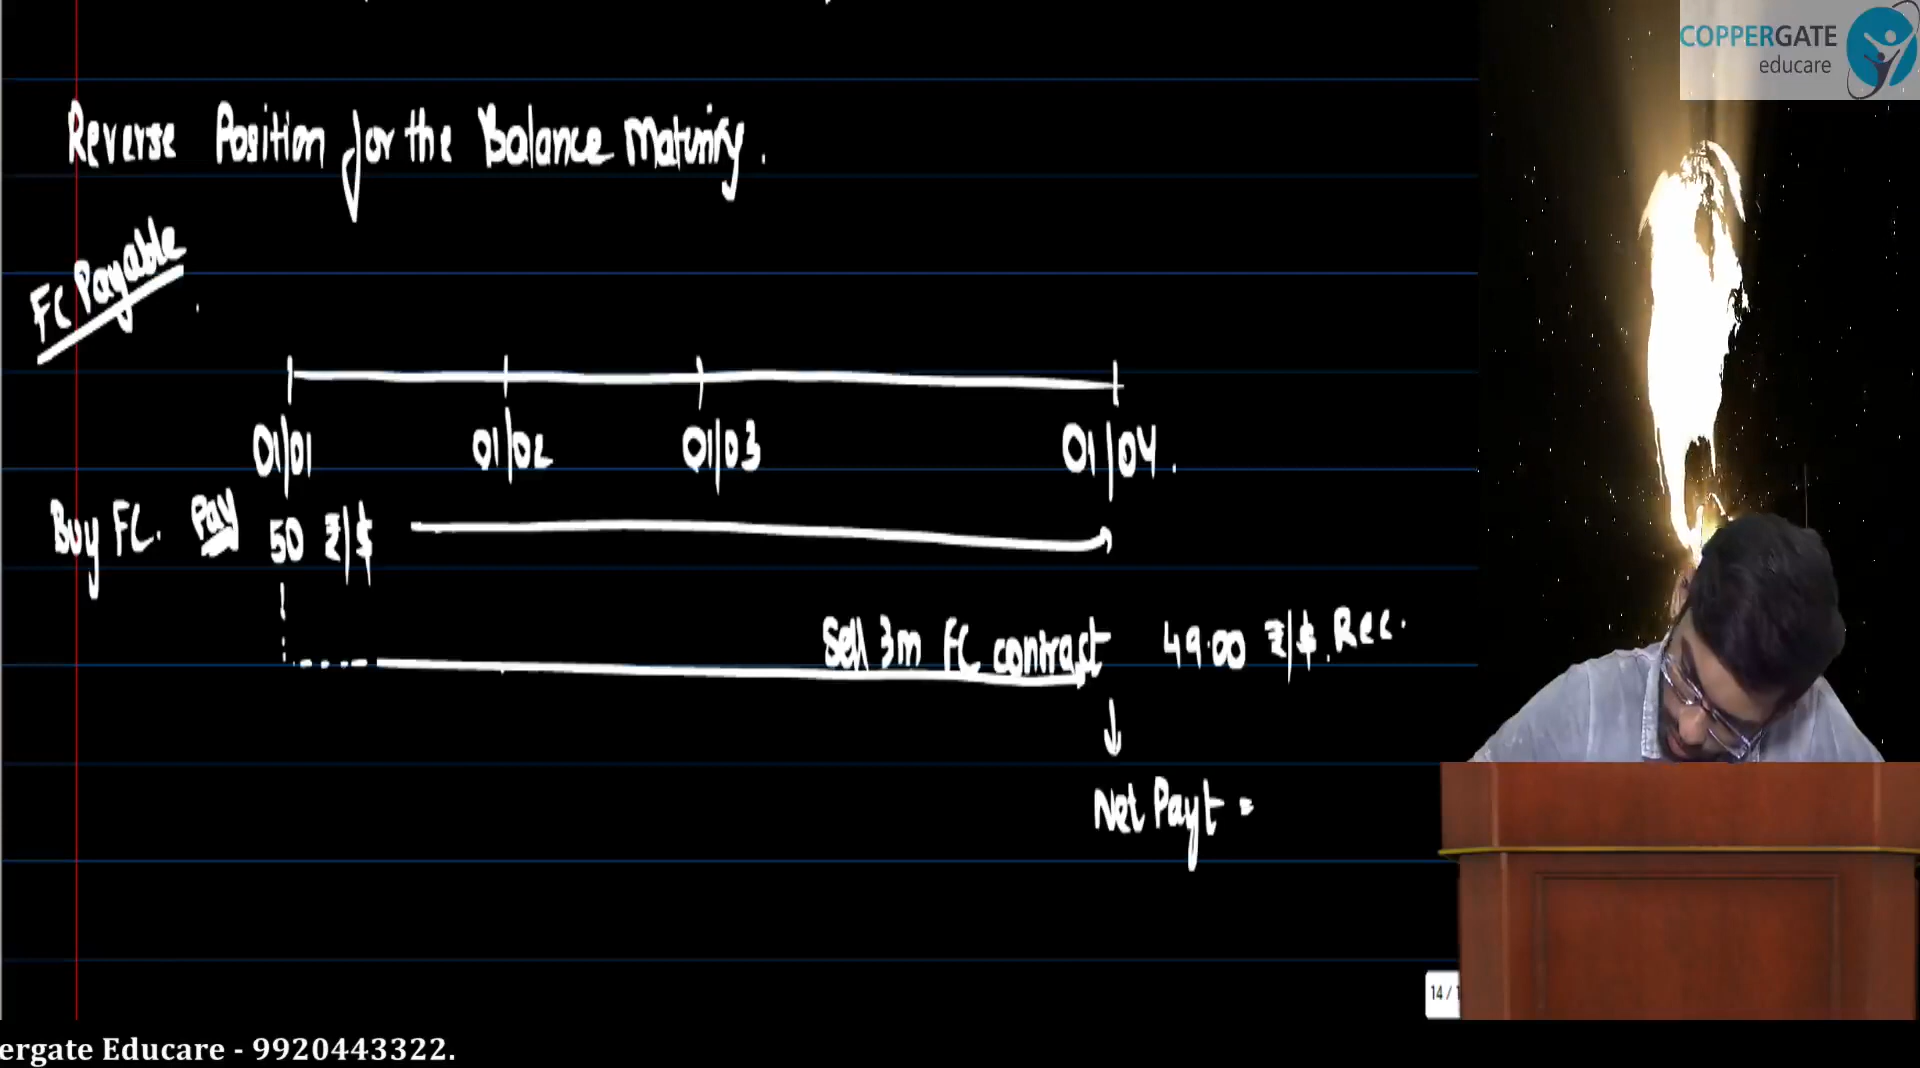 COPPERGATE
educare
Reverse Position for the Balance Maturity.
FC Payable
01/01 01/02 01/03 01/04.
Buy FC. Pay 50 ₹/$
Sell 3m FC contract 49.00 ₹/$. Rec.
Net Payt =
14/1
ergate Educare - 9920443322.